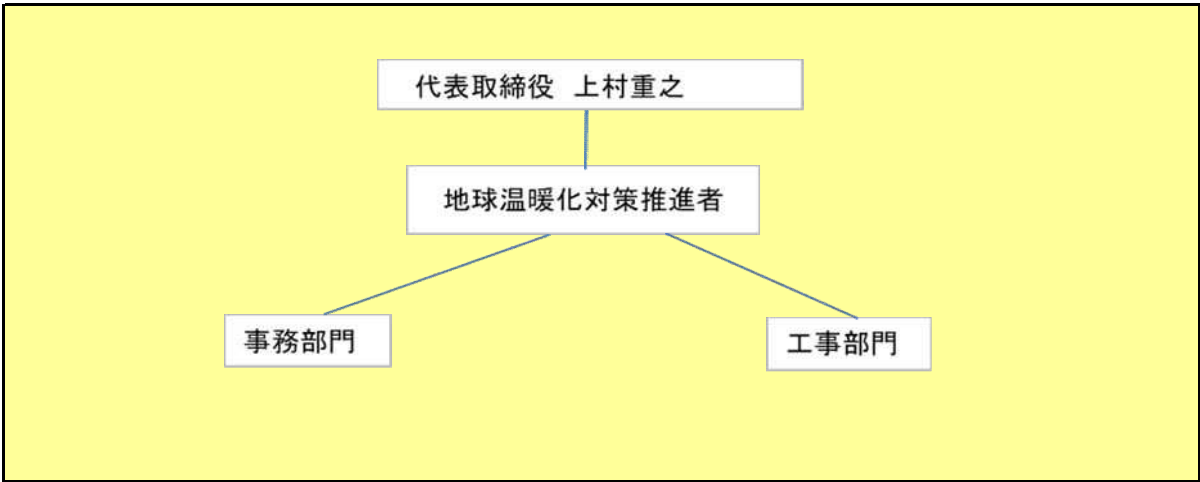 代表取締役 上村重之
地球温暖化対策推進者
事務部門
工事部門